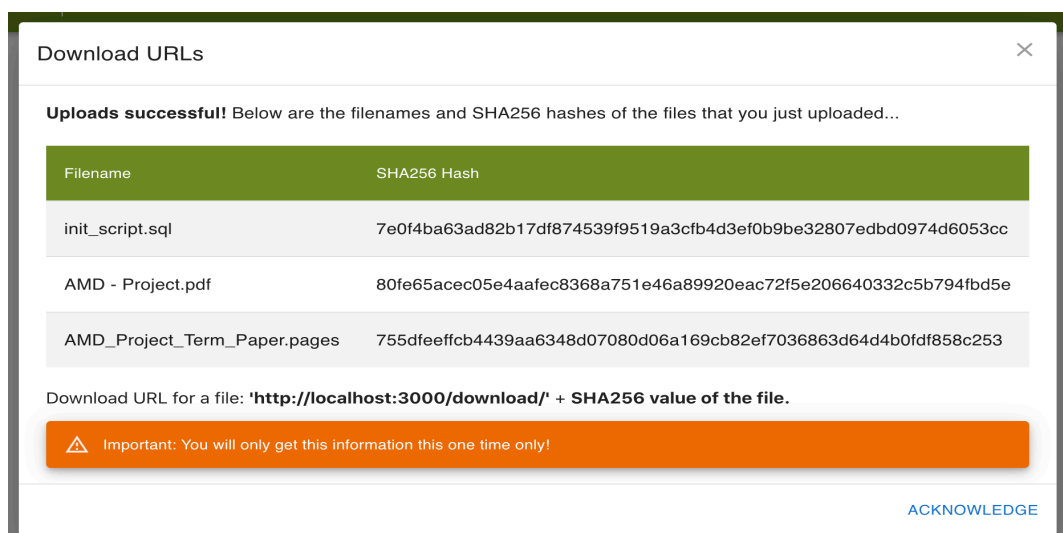 Download URLs
Uploads successful! Below are the filenames and SHA256 hashes of the files that you just uploaded...
Filename SHA256 Hash
init_script.sql 7e0f4ba63ad82b17df874539f9519a3cfb4d3ef0b9be32807edbd0974d6053cc
AMD - Project.pdf 80fe65acec05e4aafec8368a751e46a89920eac72f5e206640332c5b794fbd5e
AMD_Project_Term_Paper.pages 755dfeeffcb4439aa6348d07080d06a169cb82ef7036863d64d4b0fdf858c253
Download URL for a file: 'http://localhost:3000/download/' + SHA256 value of the file.
Important: You will only get this information this one time only!
ACKNOWLEDGE